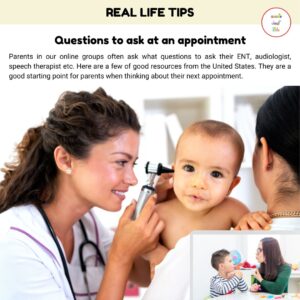 REAL LIFE TIPS
Questions to ask at an appointment
Parents in our online groups often ask what questions to ask their ENT, audiologist,
speech therapist etc. Here are a few of good resources from the United States. They are a
good starting point for parents when thinking about their next appointment.